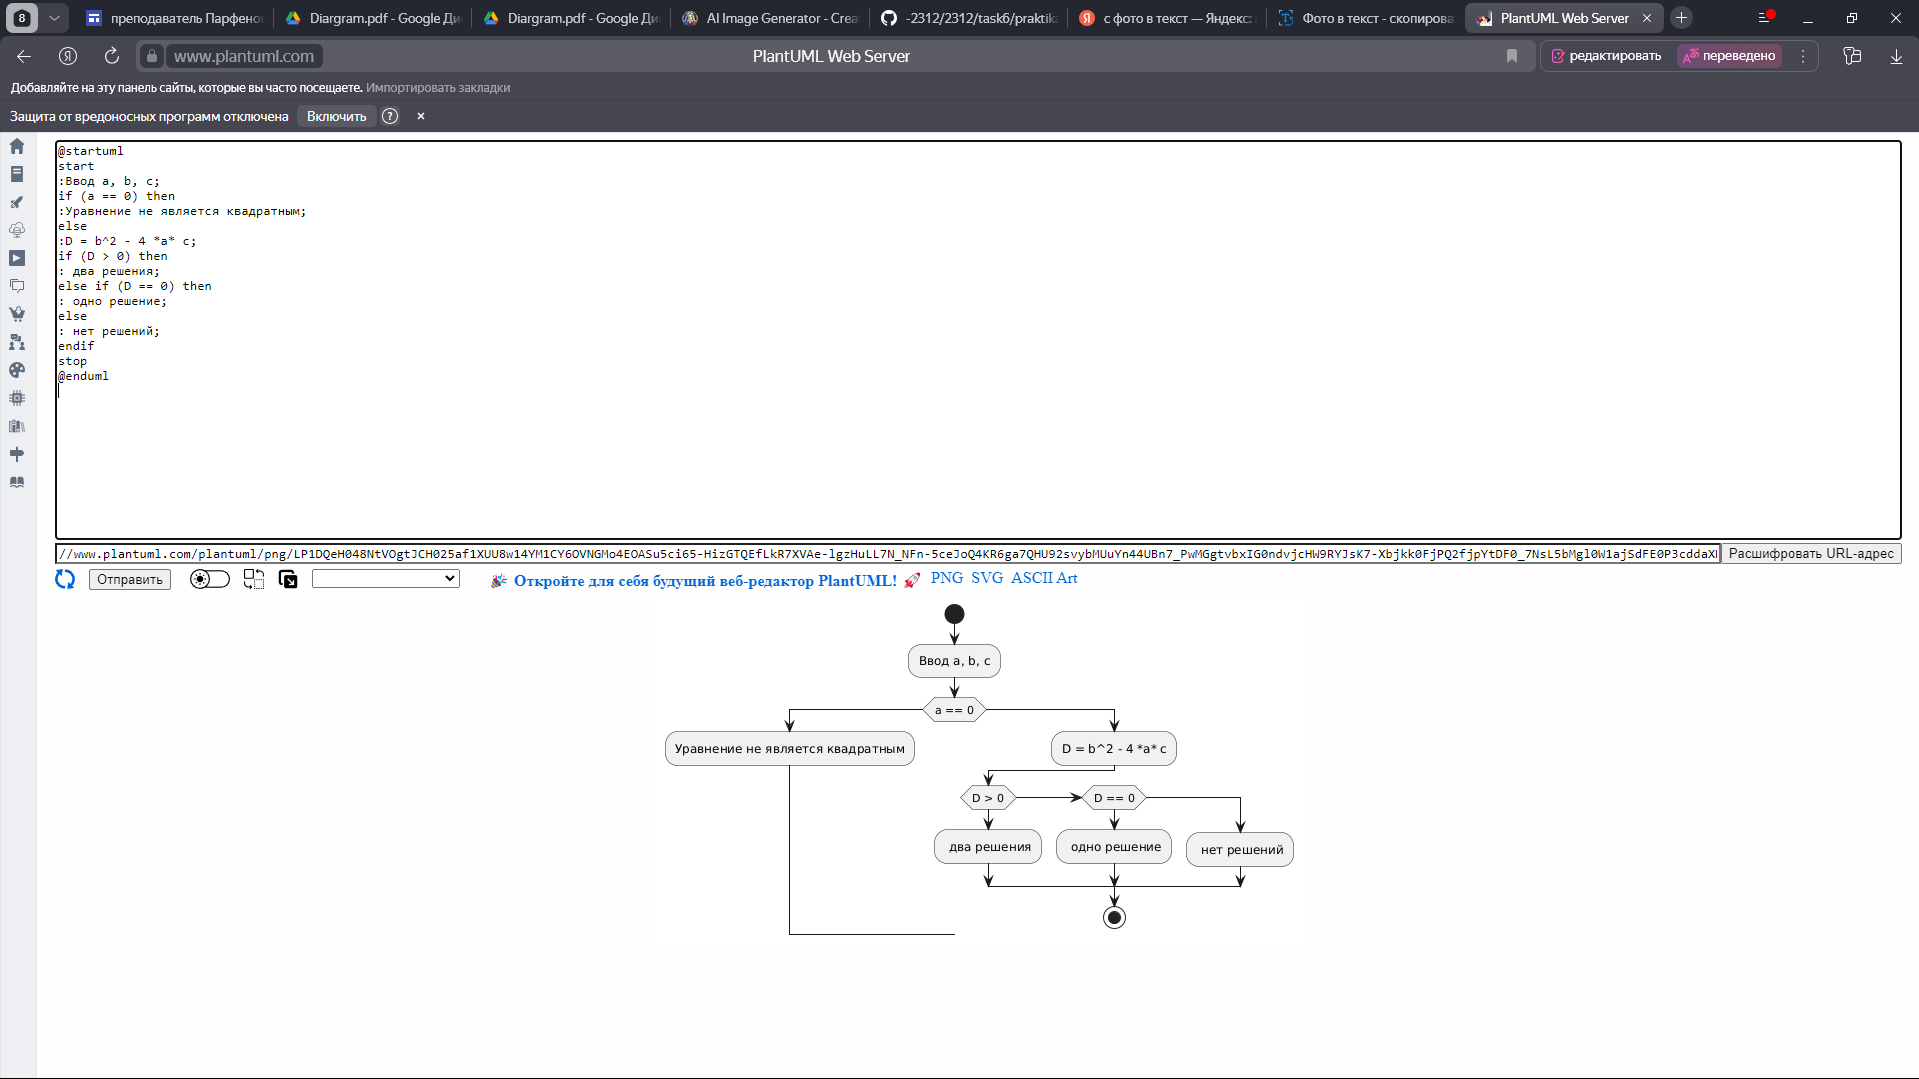 8
преподаватель Парфено
Diargram.pdf - Google Ди
Diargram.pdf - Google Ди
AI Image Generator - Crea
-2312/2312/task6/praktik
с фото в текст — Яндекс:
Фото в текст - скопирова
PlantUML Web Server
www.plantuml.com
PlantUML Web Server
редактировать
переведено
Добавляйте на эту панель сайты, которые вы часто посещаете. Импортировать закладки
Защита от вредоносных программ отключена Включить ?
@startuml
start
:Ввод a, b, c;
if (a == 0) then
:Уравнение не является квадратным;
else
:D = b^2 - 4 *a* c;
if (D > 0) then
: два решения;
else if (D == 0) then
: одно решение;
else
: нет решений;
endif
stop
@enduml
//www.plantuml.com/plantuml/png/LP1DQeH048NtVOgtJCH025af1XUU8w14YM1CY6OVNGMo4EOASu5ci65-HizGTQEfLkR7XVAe-lgzHuLL7N_NFn-5ceJoQ4KR6ga7QHU92svybMUuYn44UBn7_PwMGgtvbxIG0ndvjcHW9RYJsK7-Xbjkk0FjPQ2fjpYtDF0_7NsL5bMgl0W1ajSdFE0P3cddaX
Расшифровать URL-адрес
Отправить
Откройте для себя будущий веб-редактор PlantUML!
PNG SVG ASCII Art
Ввод a, b, c
a == 0
Уравнение не является квадратным
D = b^2 - 4 *a* c
D > 0
D == 0
два решения
одно решение
нет решений